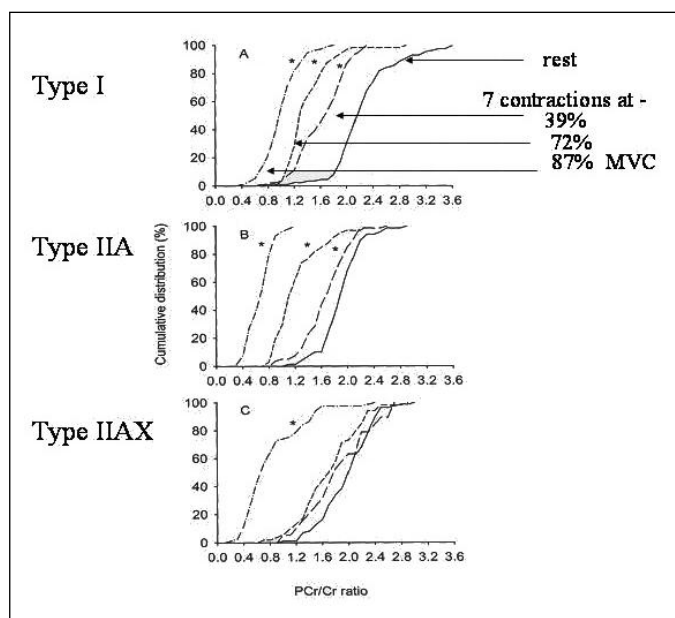 Type I
A
* * *
100
80
60
40
20
0
0.0 0.4 0.8 1.2 1.6 2.0 2.4 2.8 3.2 3.6
rest
7 contractions at -
39%
72%
87% MVC
Type IIA
B
* * *
100
80
60
40
20
0
0.0 0.4 0.8 1.2 1.6 2.0 2.4 2.8 3.2 3.6
Cumulative distribution (%)
Type IIAX
C
*
100
80
60
40
20
0
0.0 0.4 0.8 1.2 1.6 2.0 2.4 2.8 3.2 3.6
PCr/Cr ratio